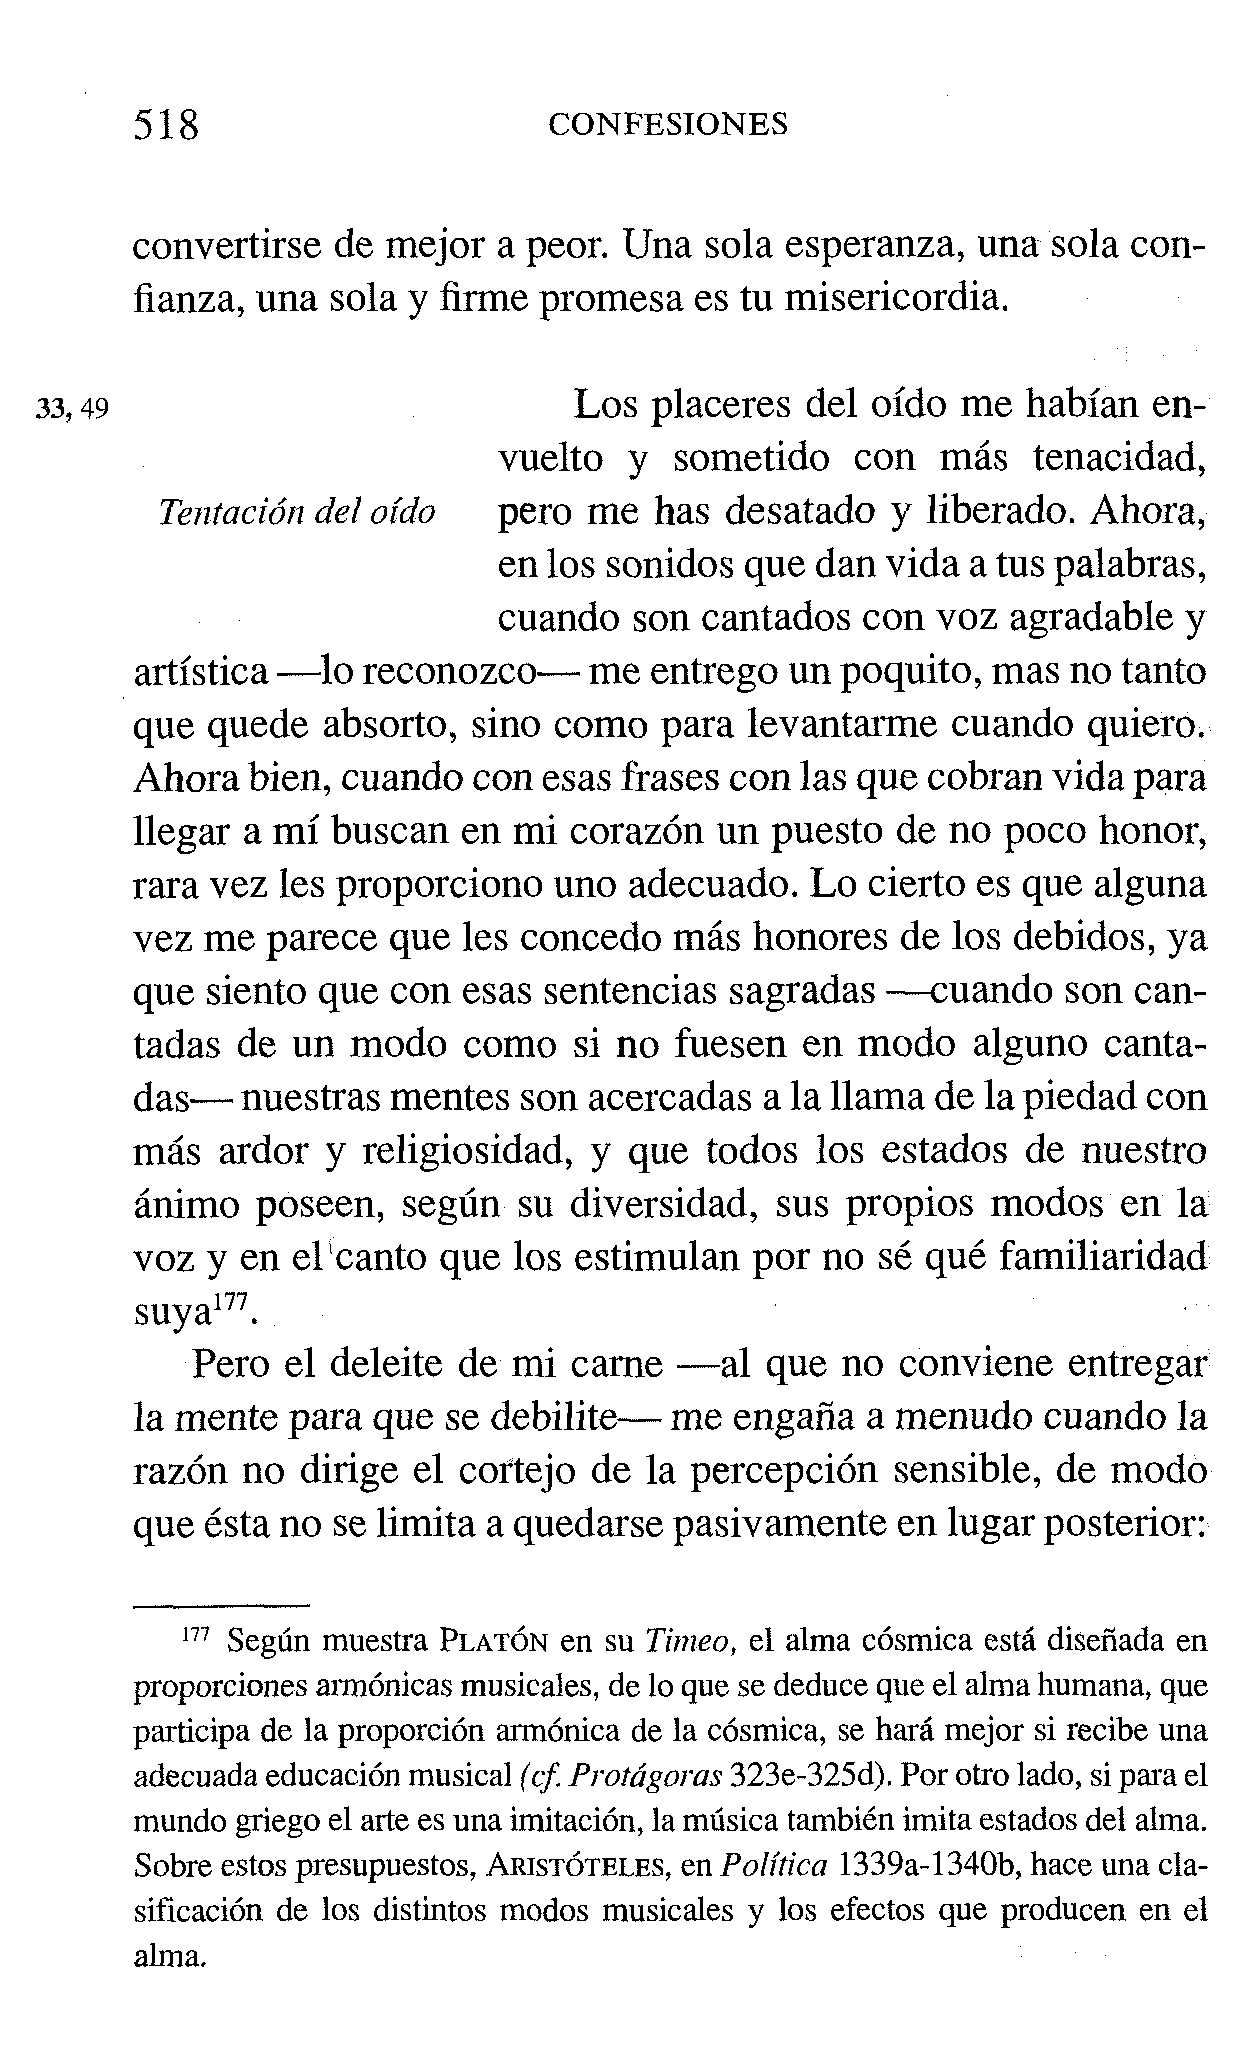 518 CONFESIONES
convertirse de mejor a peor. Una sola esperanza, una sola con-
fianza, una sola y firme promesa es tu misericordia.
33, 49 Los placeres del oído me habían en-
vuelto y sometido con más tenacidad,
Tentación del oído pero me has desatado y liberado. Ahora,
en los sonidos que dan vida a tus palabras,
cuando son cantados con voz agradable y
artística —lo reconozco— me entrego un poquito, mas no tanto
que quede absorto, sino como para levantarme cuando quiero.
Ahora bien, cuando con esas frases con las que cobran vida para
llegar a mí buscan en mi corazón un puesto de no poco honor,
rara vez les proporciono uno adecuado. Lo cierto es que alguna
vez me parece que les concedo más honores de los debidos, ya
que siento que con esas sentencias sagradas —cuando son can-
tadas de un modo como si no fuesen en modo alguno canta-
das— nuestras mentes son acercadas a la llama de la piedad con
más ardor y religiosidad, y que todos los estados de nuestro
ánimo poseen, según su diversidad, sus propios modos en la
voz y en el canto que los estimulan por no sé qué familiaridad
suya¹⁷⁷.
Pero el deleite de mi carne —al que no conviene entregar
la mente para que se debilite— me engaña a menudo cuando la
razón no dirige el cortejo de la percepción sensible, de modo
que ésta no se limita a quedarse pasivamente en lugar posterior:
¹⁷⁷ Según muestra PLATÓN en su Timeo, el alma cósmica está diseñada en
proporciones armónicas musicales, de lo que se deduce que el alma humana, que
participa de la proporción armónica de la cósmica, se hará mejor si recibe una
adecuada educación musical (cf. Protágoras 323e-325d). Por otro lado, si para el
mundo griego el arte es una imitación, la música también imita estados del alma.
Sobre estos presupuestos, ARISTÓTELES, en Política 1339a-1340b, hace una cla-
sificación de los distintos modos musicales y los efectos que producen en el
alma.